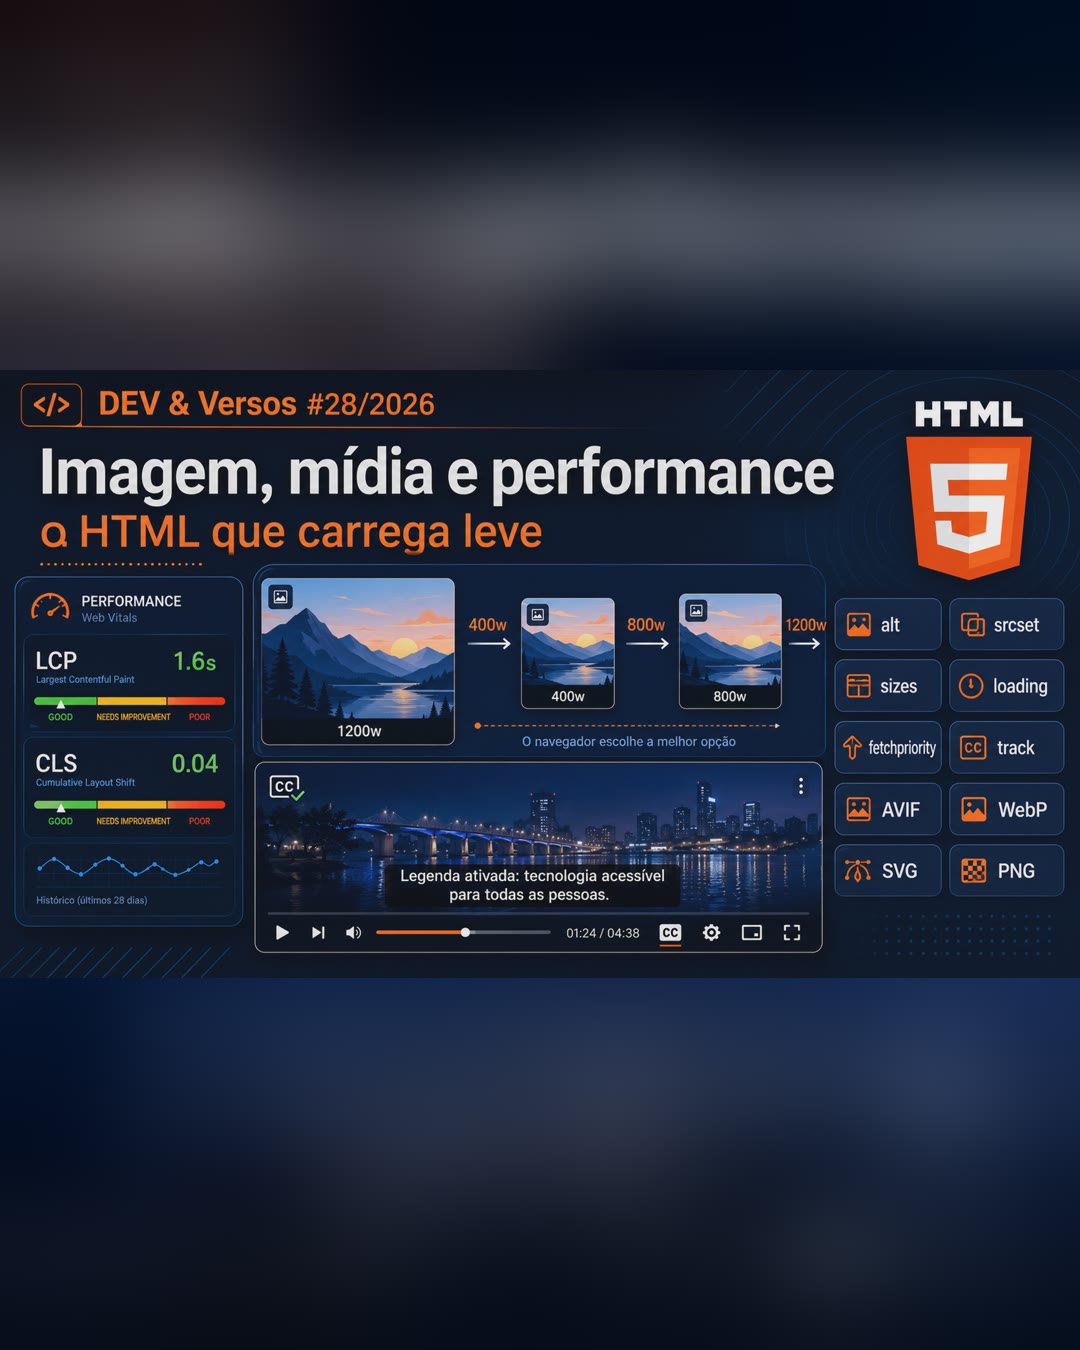 </> DEV & Versos #28/2026
HTML
5
Imagem, mídia e performance
o HTML que carrega leve
PERFORMANCE
Web Vitals
LCP 1.6s
Largest Contentful Paint
GOOD NEEDS IMPROVEMENT POOR
CLS 0.04
Cumulative Layout Shift
GOOD NEEDS IMPROVEMENT POOR
Histórico (últimos 28 dias)
1200w
400w
400w
800w
800w
1200w
O navegador escolhe a melhor opção
CC
Legenda ativada: tecnologia acessível
para todas as pessoas.
01:24 / 04:38 CC
alt srcset
sizes loading
fetchpriority CC track
AVIF WebP
SVG PNG